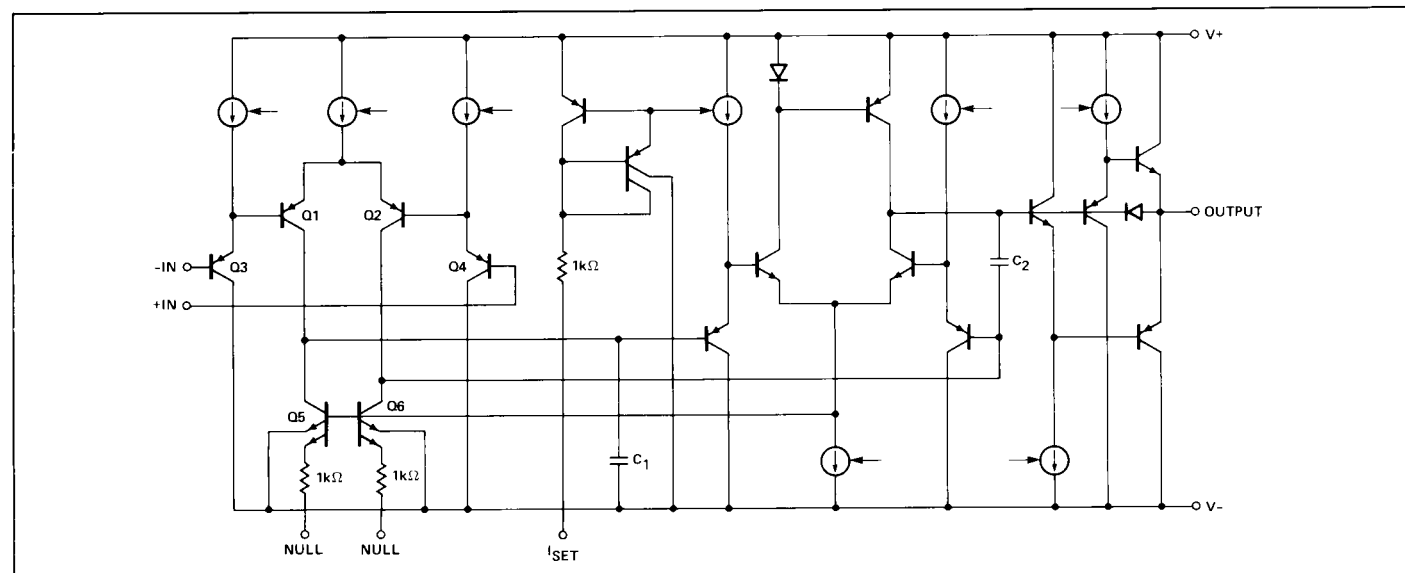 V+
Q1
Q2
OUTPUT
-IN
Q3
Q4
1kΩ
C2
+IN
Q5
Q6
1kΩ
1kΩ
C1
V-
NULL
NULL
ISET